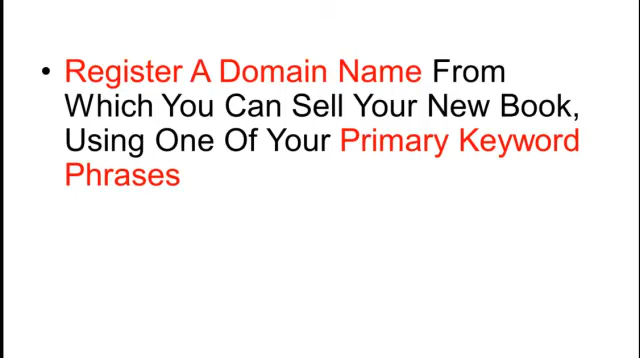 • Register A Domain Name From
Which You Can Sell Your New Book,
Using One Of Your Primary Keyword
Phrases